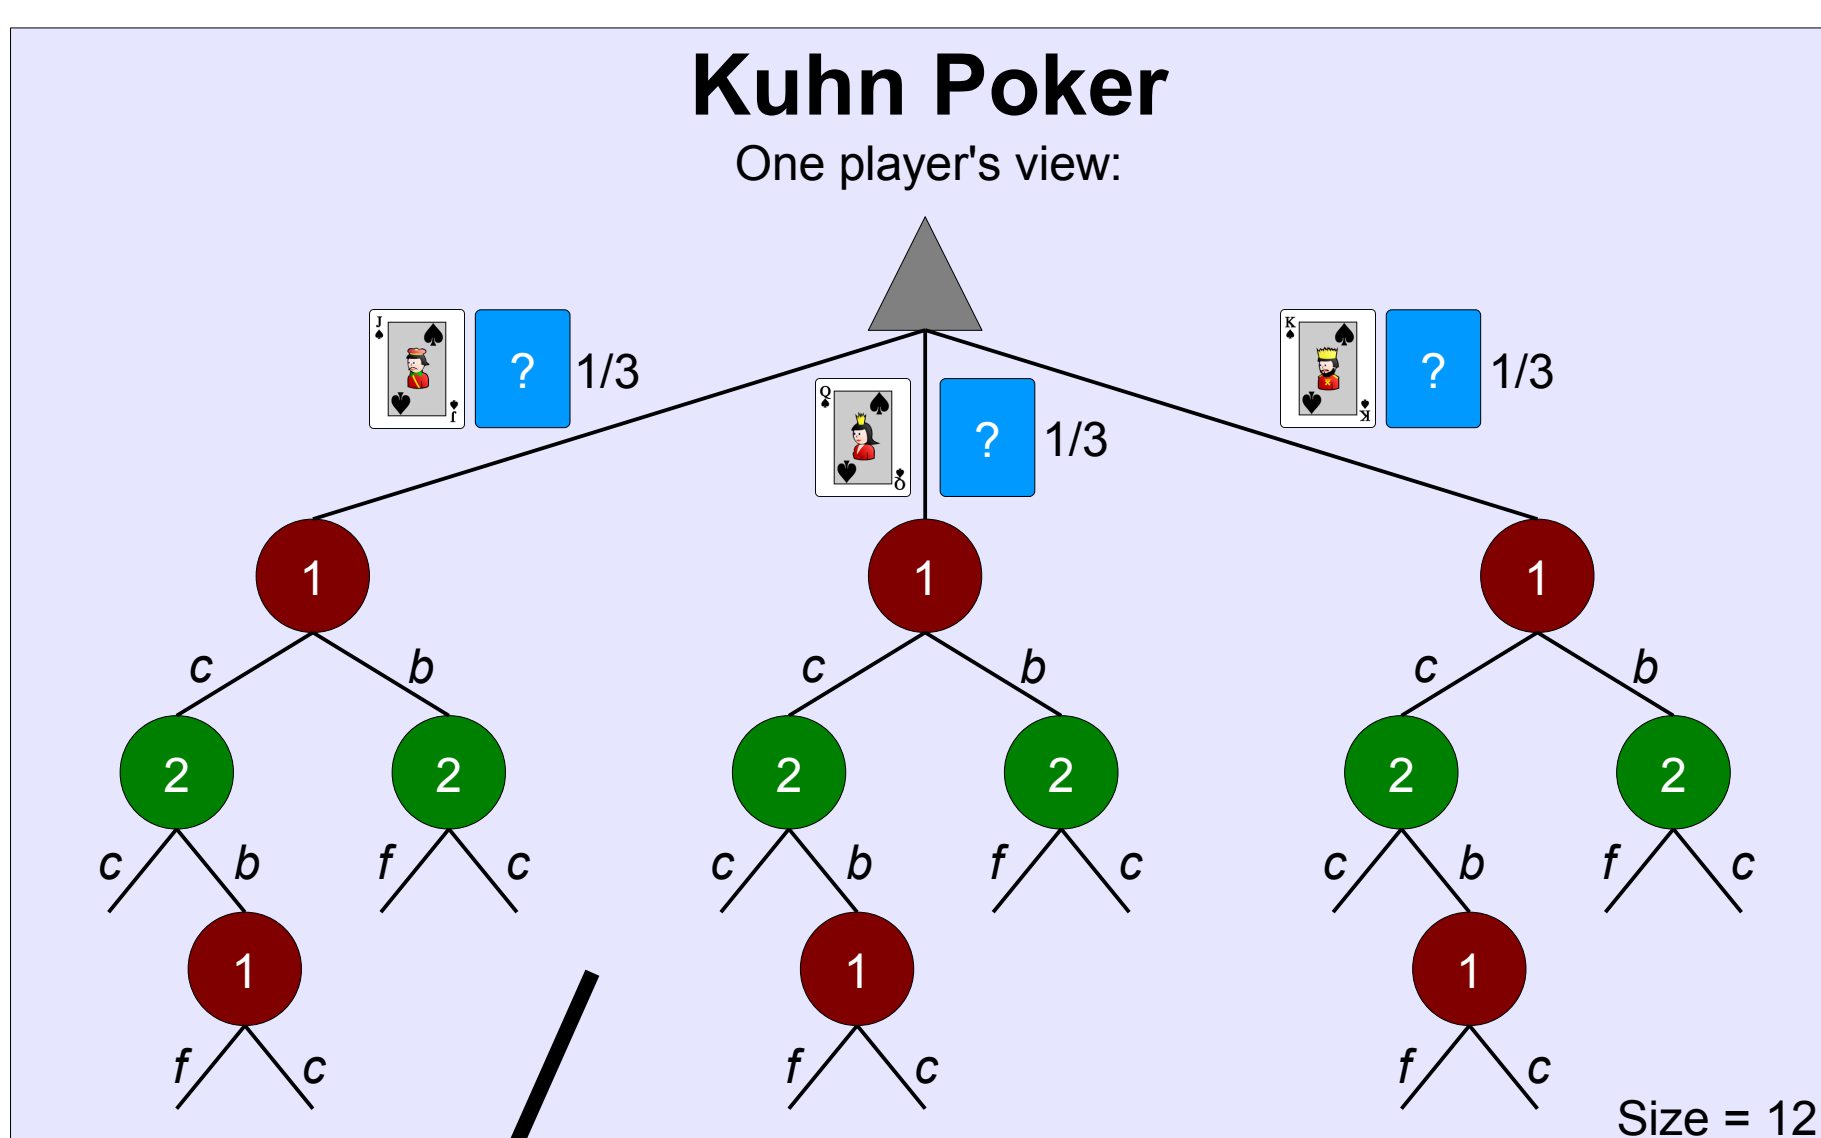 Kuhn Poker
One player's view:
J ? 1/3 K ? 1/3
J K
Q ? 1/3
Q
1 1 1
c b c b c b
2 2 2 2 2 2
c b f c c b f c c b f c
1 1 1
f c f c f c
Size = 12